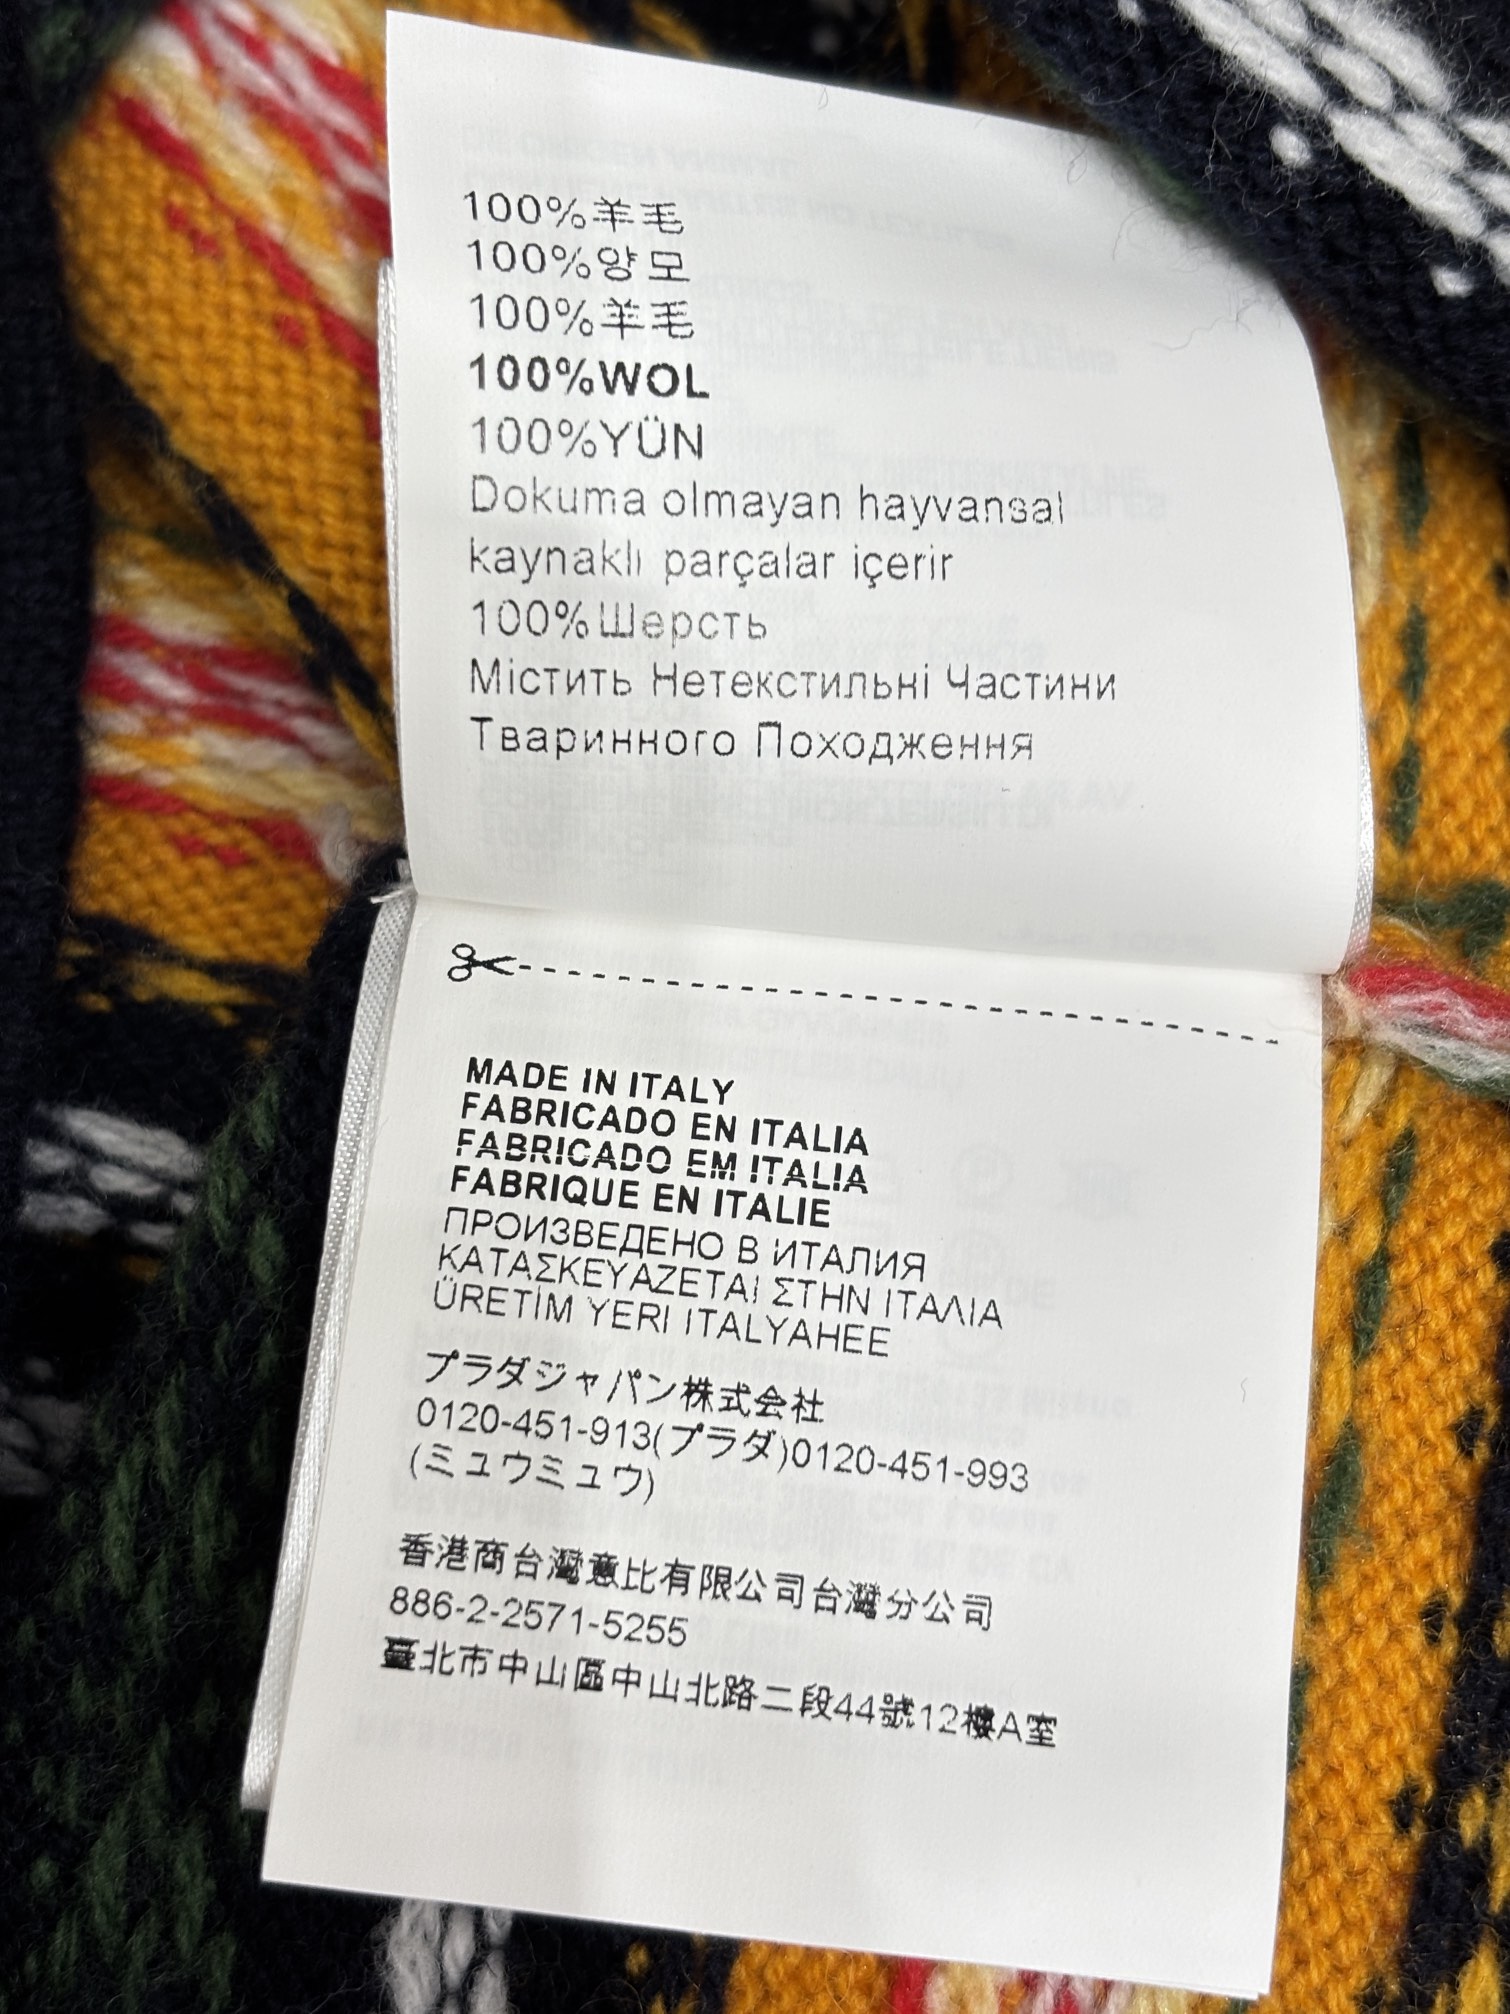 100%羊毛
100%양모
100%羊毛
100%WOL
100%YÜN
Dokuma olmayan hayvansal
kaynaklı parçalar içerir
100%Шерсть
Містить Нетекстильні Частини
Тваринного Походження
MADE IN ITALY
FABRICADO EN ITALIA
FABRICADO EM ITALIA
FABRIQUE EN ITALIE
ПРОИЗВЕДЕНО В ИТАЛИЯ
ΚΑΤΑΣΚΕΥΑΖΕΤΑΙ ΣΤΗΝ ΙΤΑΛΙΑ
ÜRETİM YERI ITALYAHEE
プラダジャパン株式会社
0120-451-913(プラダ)0120-451-993
(ミュウミュウ)
香港商台灣意比有限公司台灣分公司
886-2-2571-5255
臺北市中山區中山北路二段44號12樓A室